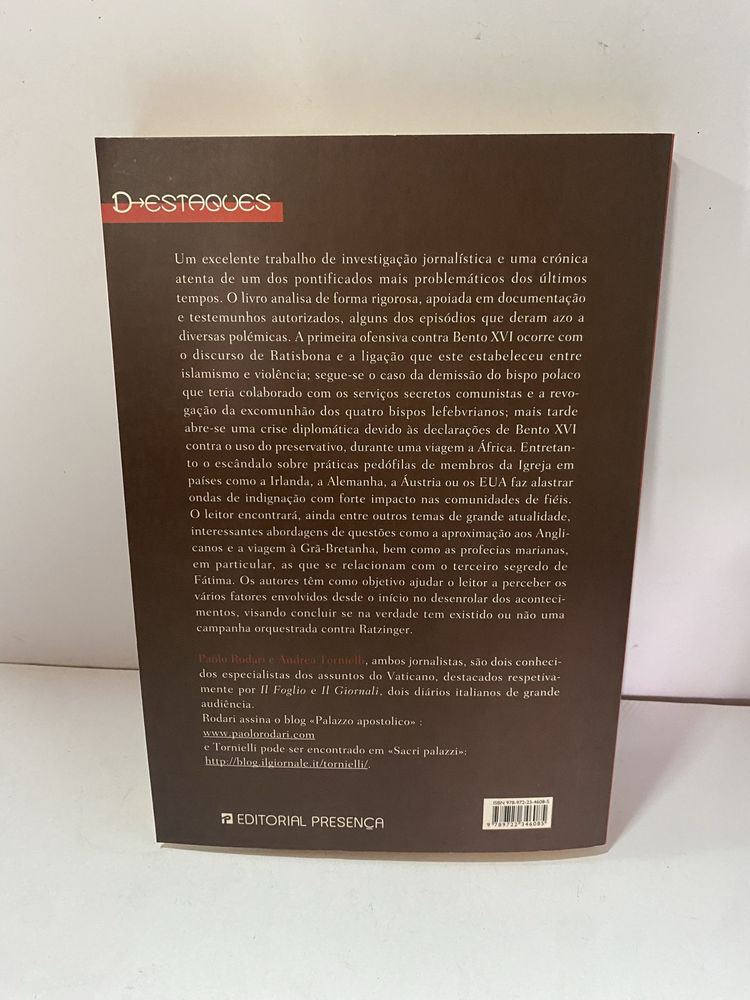 D→ESTAQUES
Um excelente trabalho de investigação jornalística e uma crónica
atenta de um dos pontificados mais problemáticos dos últimos
tempos. O livro analisa de forma rigorosa, apoiada em documentação
e testemunhos autorizados, alguns dos episódios que deram azo a
diversas polémicas. A primeira ofensiva contra Bento XVI ocorre com
o discurso de Ratisbona e a ligação que este estabeleceu entre
islamismo e violência; segue-se o caso da demissão do bispo polaco
que teria colaborado com os serviços secretos comunistas e a revo-
gação da excomunhão dos quatro bispos lefebvrianos; mais tarde
abre-se uma crise diplomática devido às declarações de Bento XVI
contra o uso do preservativo, durante uma viagem a África. Entretan-
to o escândalo sobre práticas pedófilas de membros da Igreja em
países como a Irlanda, a Alemanha, a Áustria ou os EUA faz alastrar
ondas de indignação com forte impacto nas comunidades de fiéis.
O leitor encontrará, ainda entre outros temas de grande atualidade,
interessantes abordagens de questões como a aproximação aos Angli-
canos e a viagem à Grã-Bretanha, bem como as profecias marianas,
em particular, as que se relacionam com o terceiro segredo de
Fátima. Os autores têm como objetivo ajudar o leitor a perceber os
vários fatores envolvidos desde o início no desenrolar dos aconteci-
mentos, visando concluir se na verdade tem existido ou não uma
campanha orquestrada contra Ratzinger.
Paolo Rodari e Andrea Tornielli, ambos jornalistas, são dois conheci-
dos especialistas dos assuntos do Vaticano, destacados respetiva-
mente por Il Foglio e Il Giornali, dois diários italianos de grande
audiência.
Rodari assina o blog «Palazzo apostolico» :
www.paolorodari.com
e Tornielli pode ser encontrado em «Sacri palazzi»:
http://blog.ilgiornale.it/tornielli/.
ISBN 978-972-23-4608-5
9 789722 346085
P EDITORIAL PRESENÇA